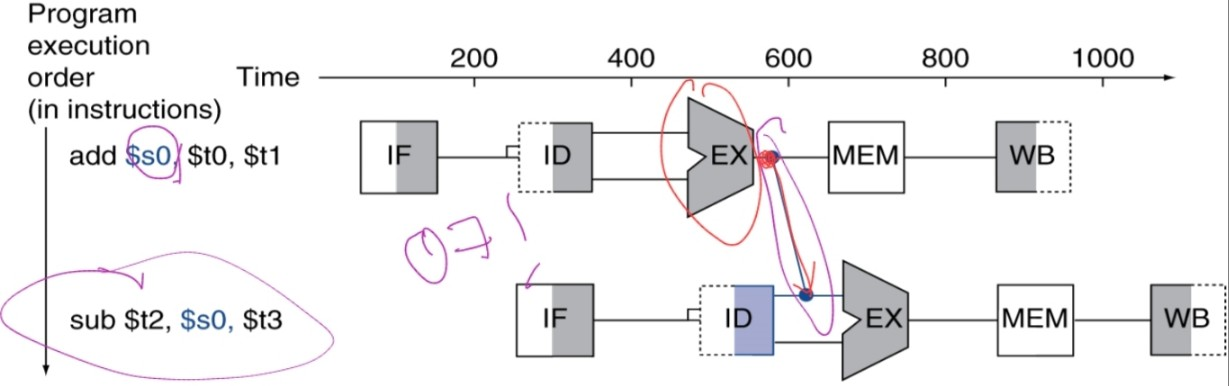 Program
execution
order
(in instructions)
Time
200 400 600 800 1000
add $s0, $t0, $t1
IF ID EX MEM WB
sub $t2, $s0, $t3
IF ID EX MEM WB